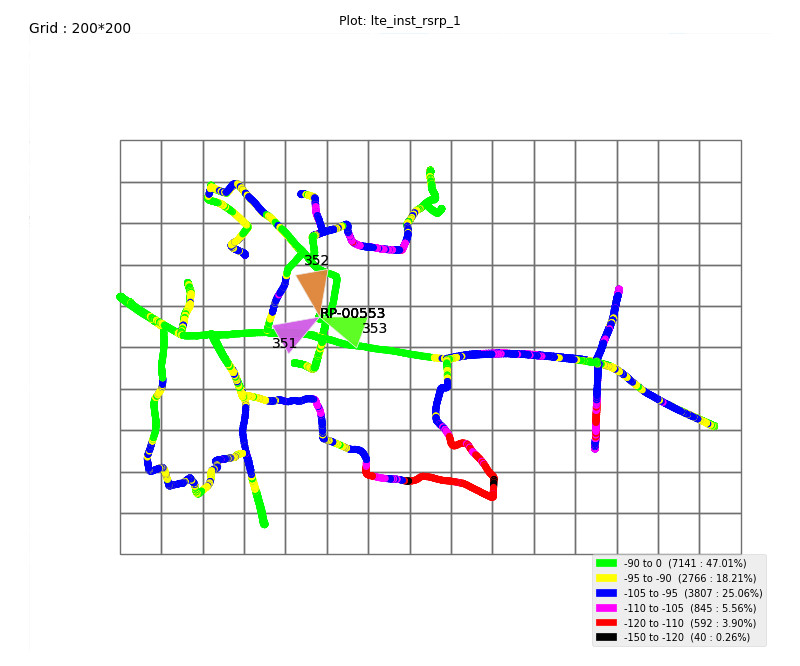 Plot: lte_inst_rsrp_1
Grid : 200*200
352
RP-00553
353
351
-90 to 0 (7141 : 47.01%)
-95 to -90 (2766 : 18.21%)
-105 to -95 (3807 : 25.06%)
-110 to -105 (845 : 5.56%)
-120 to -110 (592 : 3.90%)
-150 to -120 (40 : 0.26%)